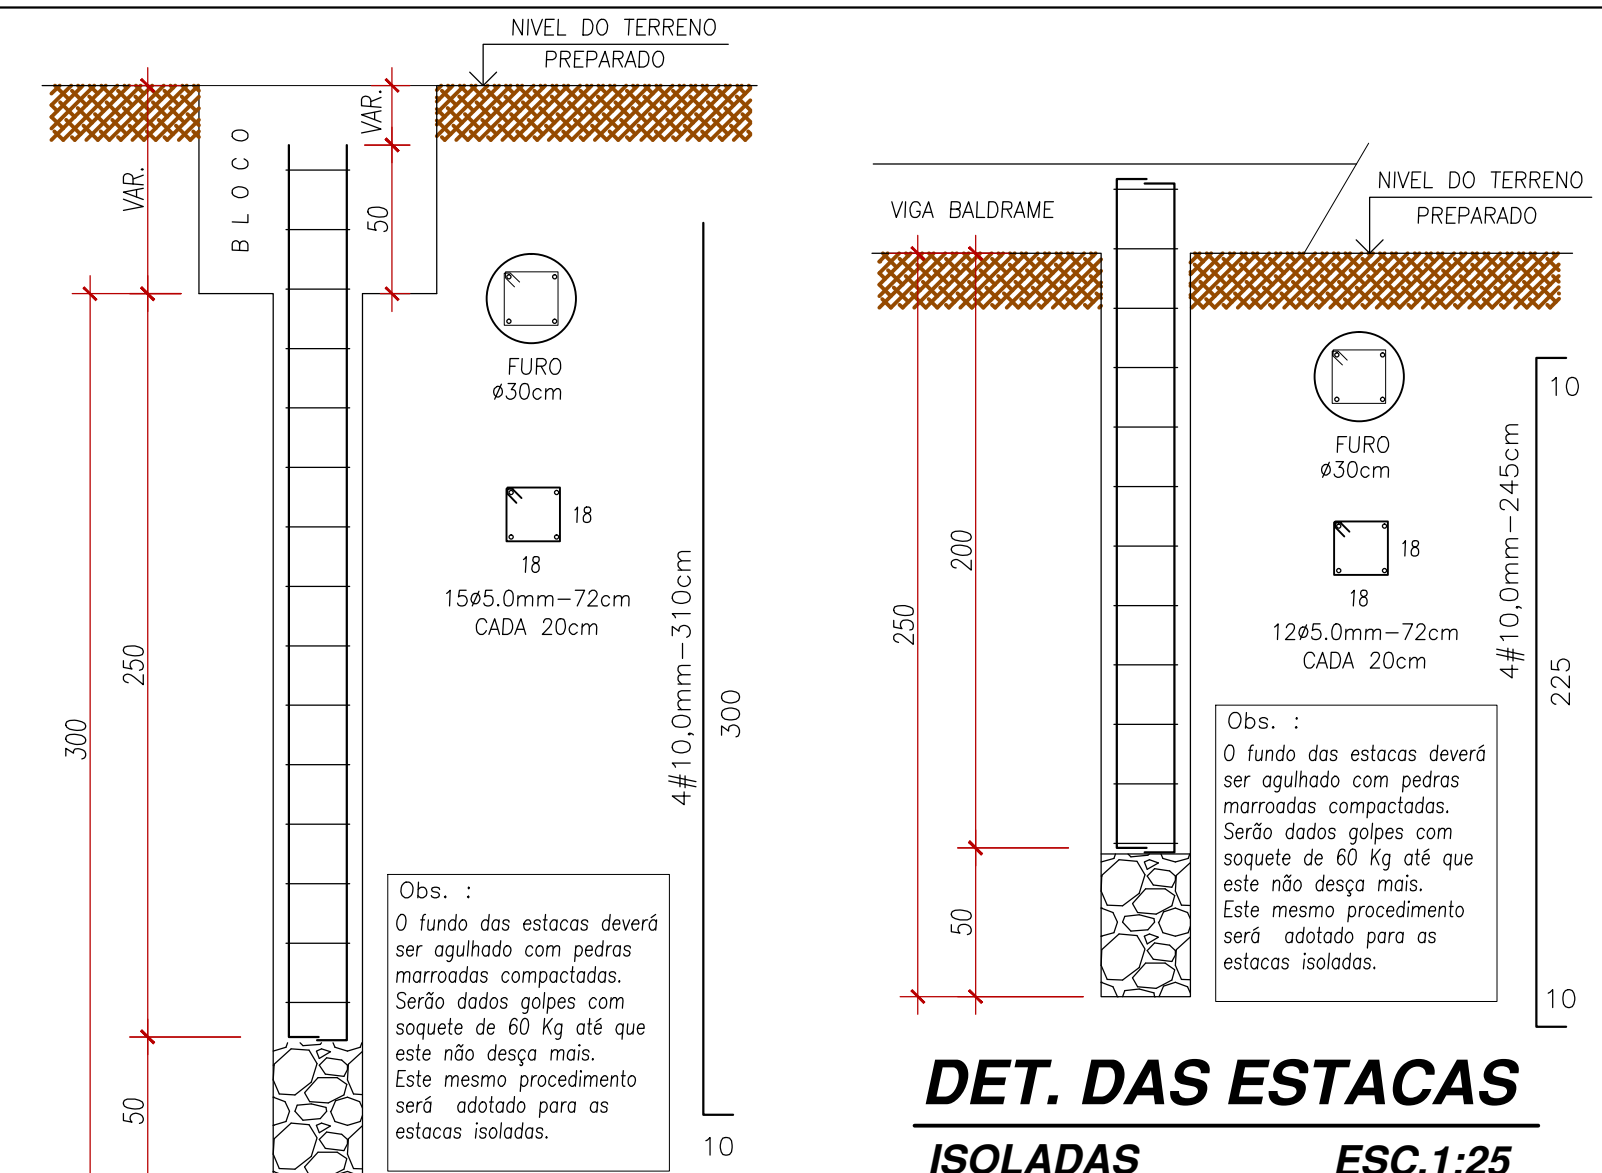 NIVEL DO TERRENO
PREPARADO
VAR.
BLOCO
VAR.
50
FURO
ø30cm
18
18
15ø5.0mm-72cm
CADA 20cm
250
300
50
4#10,0mm-310cm
300
10
Obs. :
O fundo das estacas deverá
ser agulhado com pedras
marroadas compactadas.
Serão dados golpes com
soquete de 60 Kg até que
este não desça mais.
Este mesmo procedimento
será adotado para as
estacas isoladas.
NIVEL DO TERRENO
PREPARADO
VIGA BALDRAME
FURO
ø30cm
18
18
12ø5.0mm-72cm
CADA 20cm
200
250
50
4#10,0mm-245cm
10
225
10
Obs. :
O fundo das estacas deverá
ser agulhado com pedras
marroadas compactadas.
Serão dados golpes com
soquete de 60 Kg até que
este não desça mais.
Este mesmo procedimento
será adotado para as
estacas isoladas.
DET. DAS ESTACAS
ISOLADAS ESC.1:25